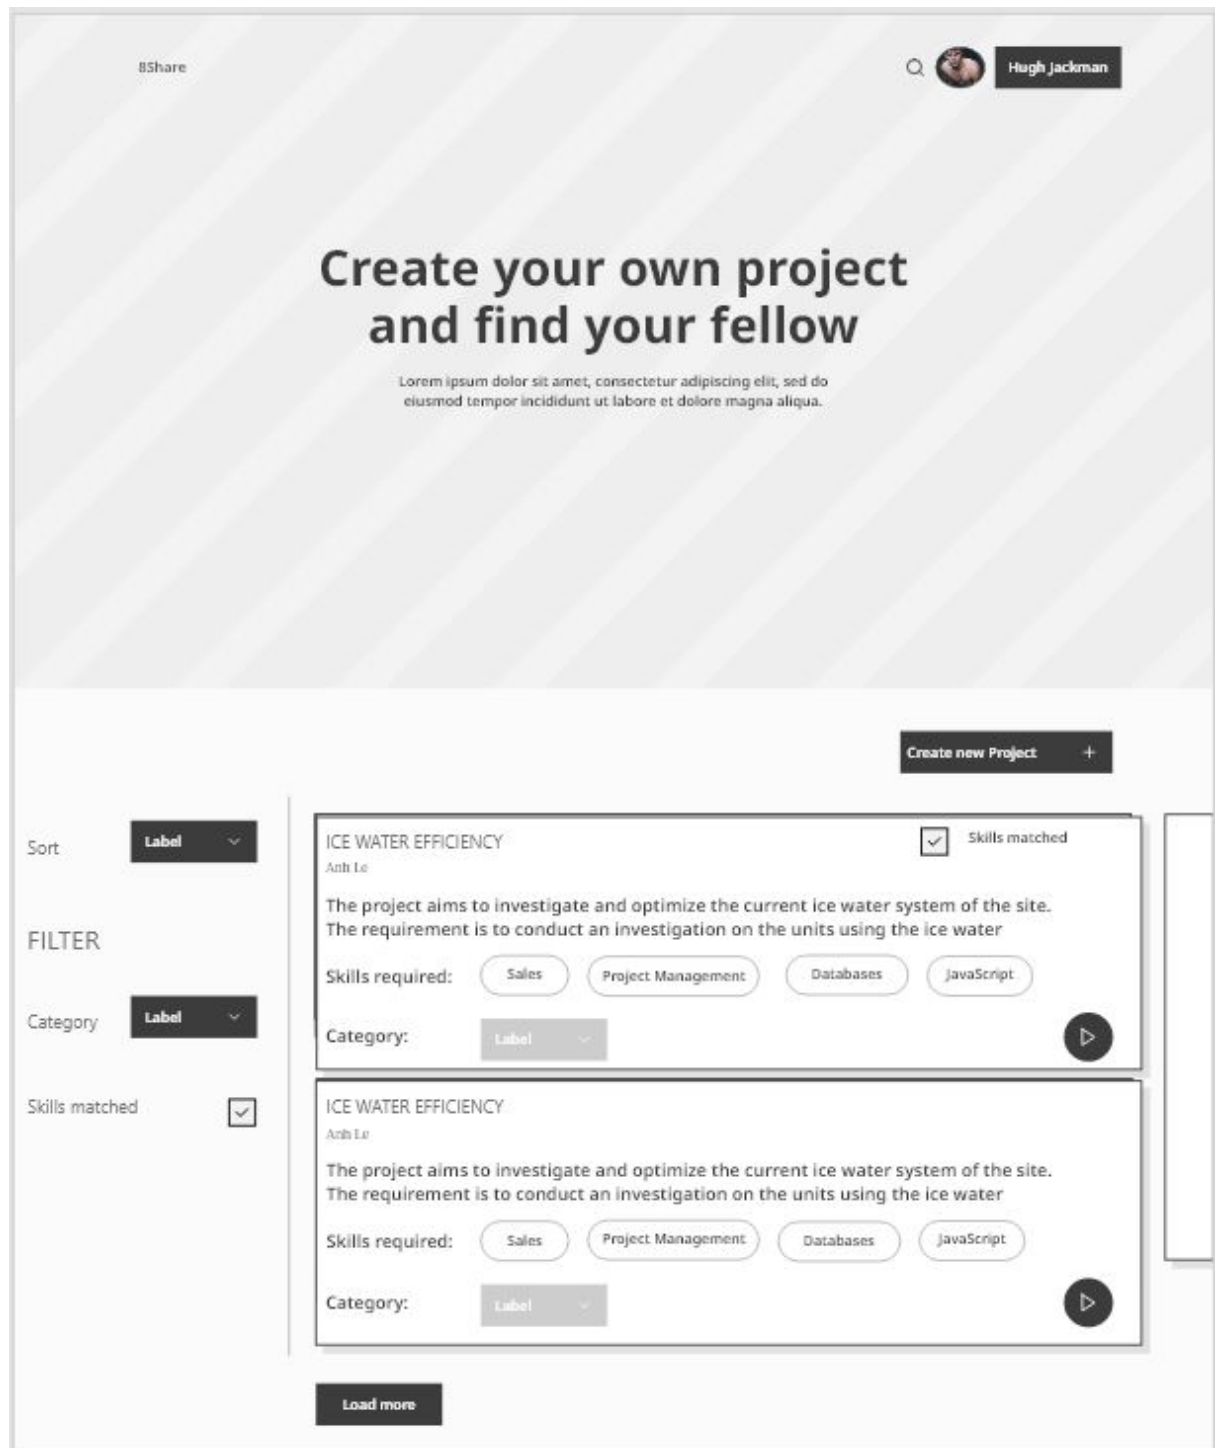 8Share
Hugh Jackman
Create your own project
and find your fellow
Lorem ipsum dolor sit amet, consectetur adipiscing elit, sed do
eiusmod tempor incididunt ut labore et dolore magna aliqua.
Create new Project
Sort
Label
FILTER
Category
Label
Skills matched
ICE WATER EFFICIENCY
Skills matched
Anh Le
The project aims to investigate and optimize the current ice water system of the site.
The requirement is to conduct an investigation on the units using the ice water
Skills required:
Sales
Project Management
Databases
JavaScript
Category:
Label
ICE WATER EFFICIENCY
Anh Le
The project aims to investigate and optimize the current ice water system of the site.
The requirement is to conduct an investigation on the units using the ice water
Skills required:
Sales
Project Management
Databases
JavaScript
Category:
Label
Load more